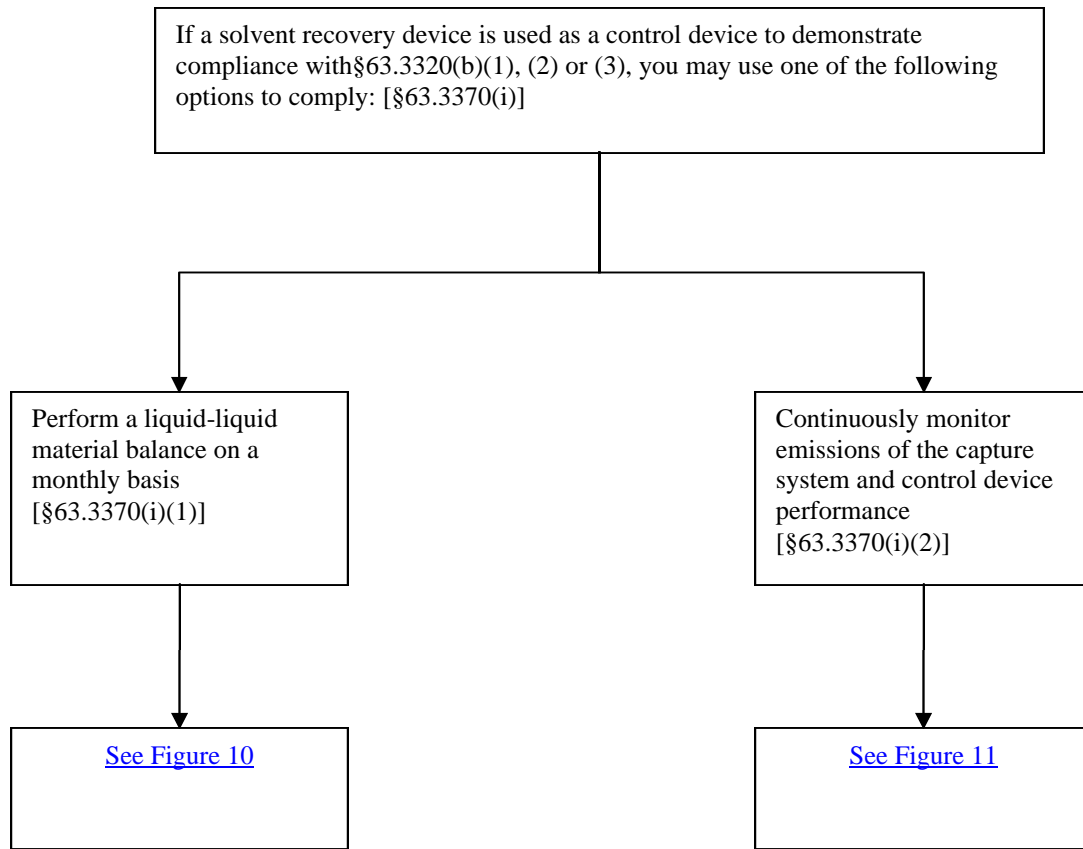 If a solvent recovery device is used as a control device to demonstrate
compliance with§63.3320(b)(1), (2) or (3), you may use one of the following
options to comply: [§63.3370(i)]
Perform a liquid-liquid
material balance on a
monthly basis
[§63.3370(i)(1)]
Continuously monitor
emissions of the capture
system and control device
performance
[§63.3370(i)(2)]
See Figure 10
See Figure 11